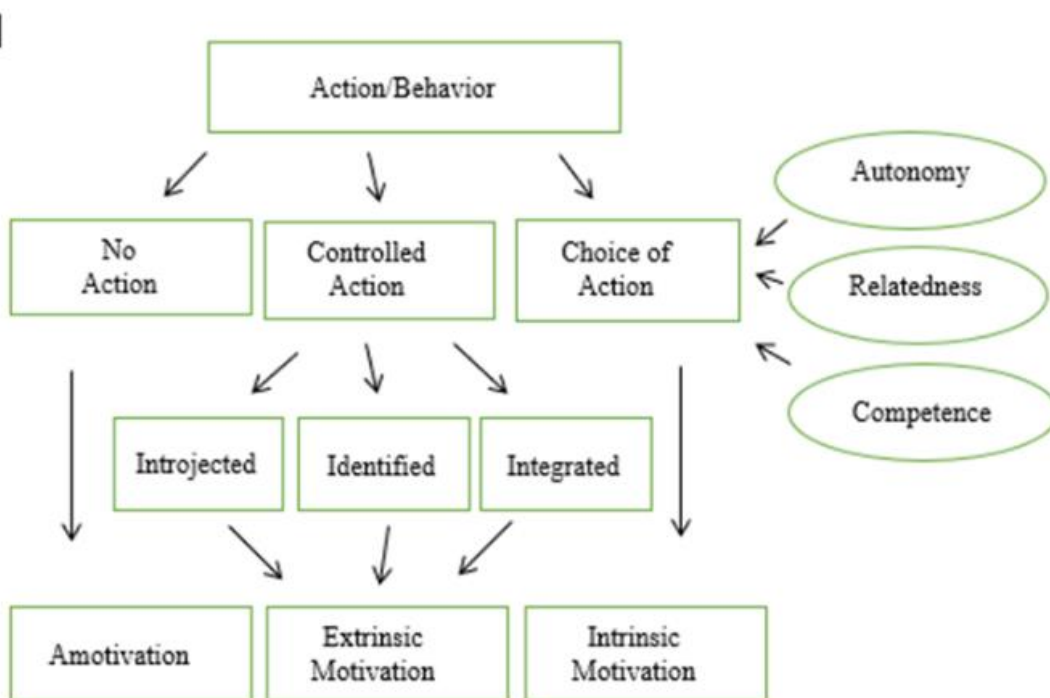 Action/Behavior
Autonomy
No
Action
Controlled
Action
Choice of
Action
Relatedness
Competence
Introjected
Identified
Integrated
Amotivation
Extrinsic
Motivation
Intrinsic
Motivation